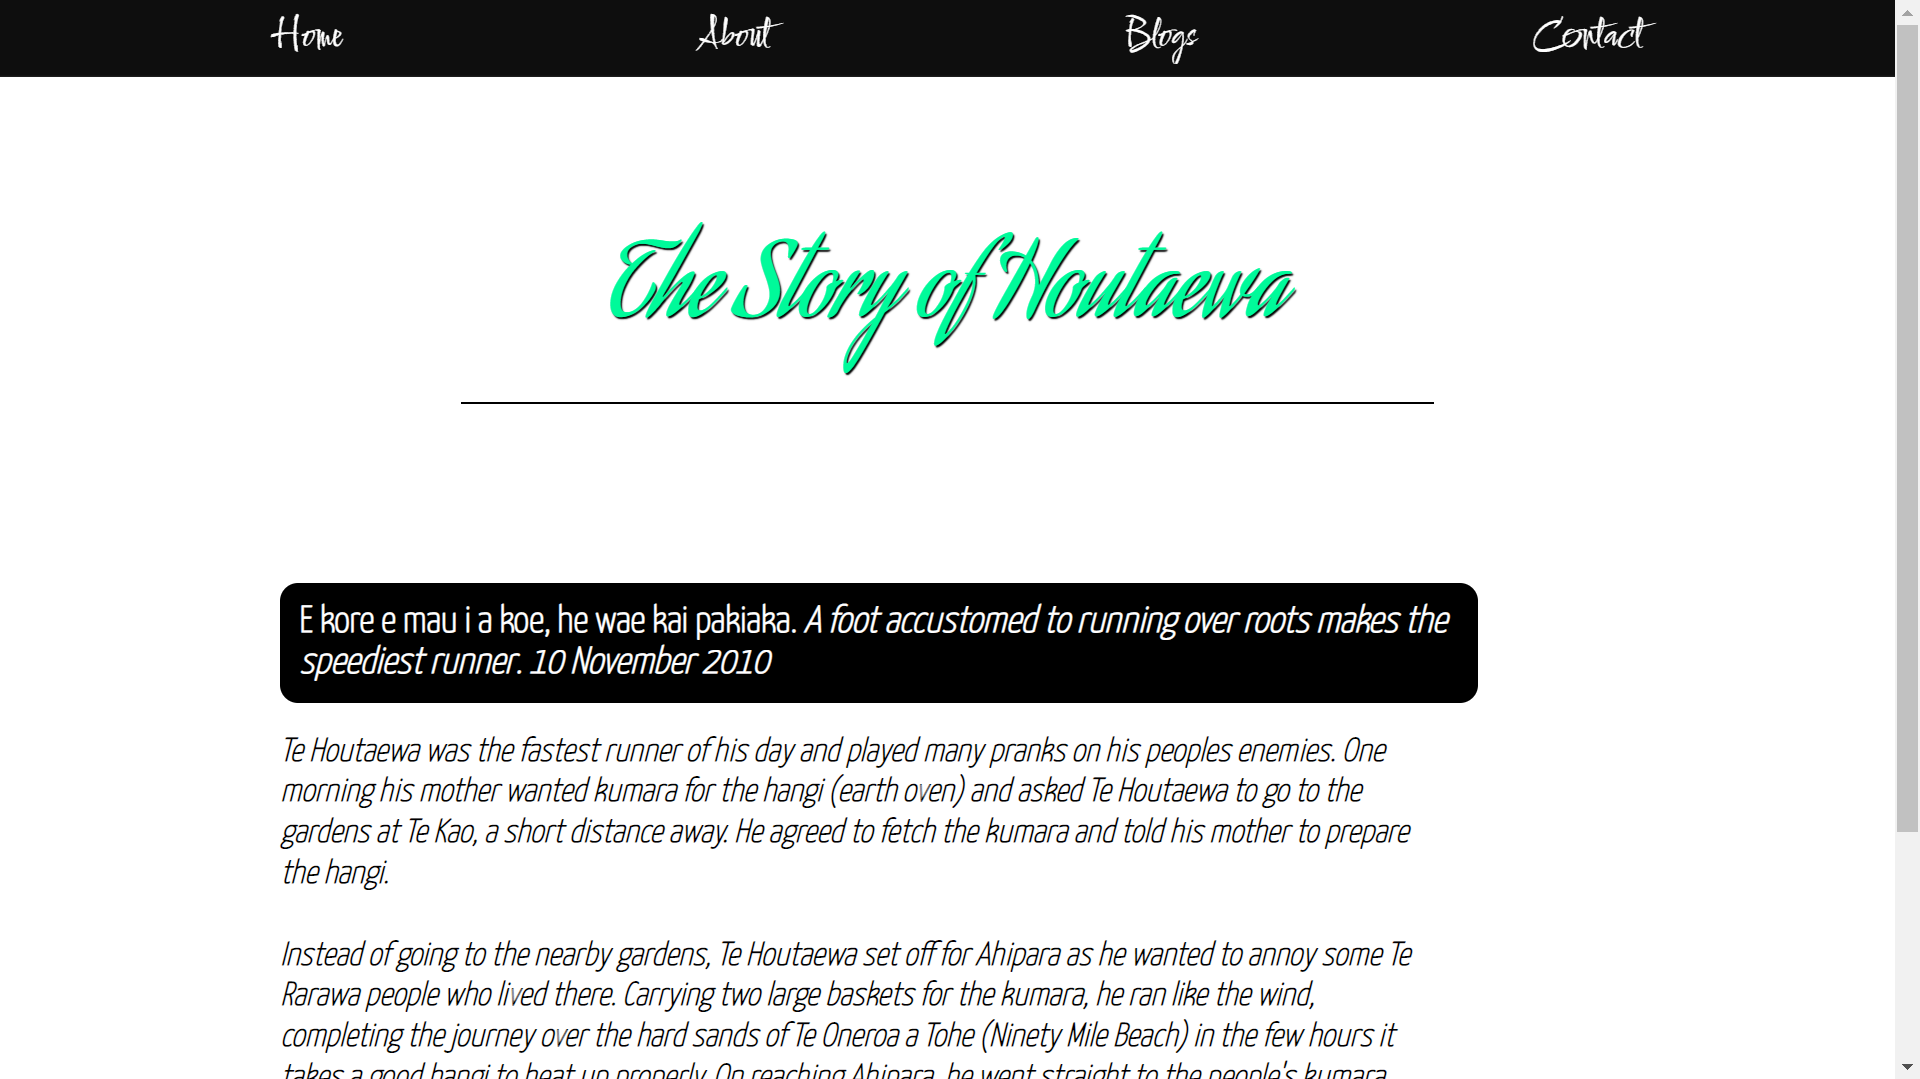 Home About Blogs Contact
The Story of Houtaewa
E kore e mau i a koe, he wae kai pakiaka. A foot accustomed to running over roots makes the
speediest runner. 10 November 2010
Te Houtaewa was the fastest runner of his day and played many pranks on his peoples enemies. One
morning his mother wanted kumara for the hangi (earth oven) and asked Te Houtaewa to go to the
gardens at Te Kao, a short distance away. He agreed to fetch the kumara and told his mother to prepare
the hangi.
Instead of going to the nearby gardens, Te Houtaewa set off for Ahipara as he wanted to annoy some Te
Rarawa people who lived there. Carrying two large baskets for the kumara, he ran like the wind,
completing the journey over the hard sands of Te Oneroa a Tohe (Ninety Mile Beach) in the few hours it
takes a good hangi to heat up properly. On reaching Ahipara, he went straight to the people's kumara